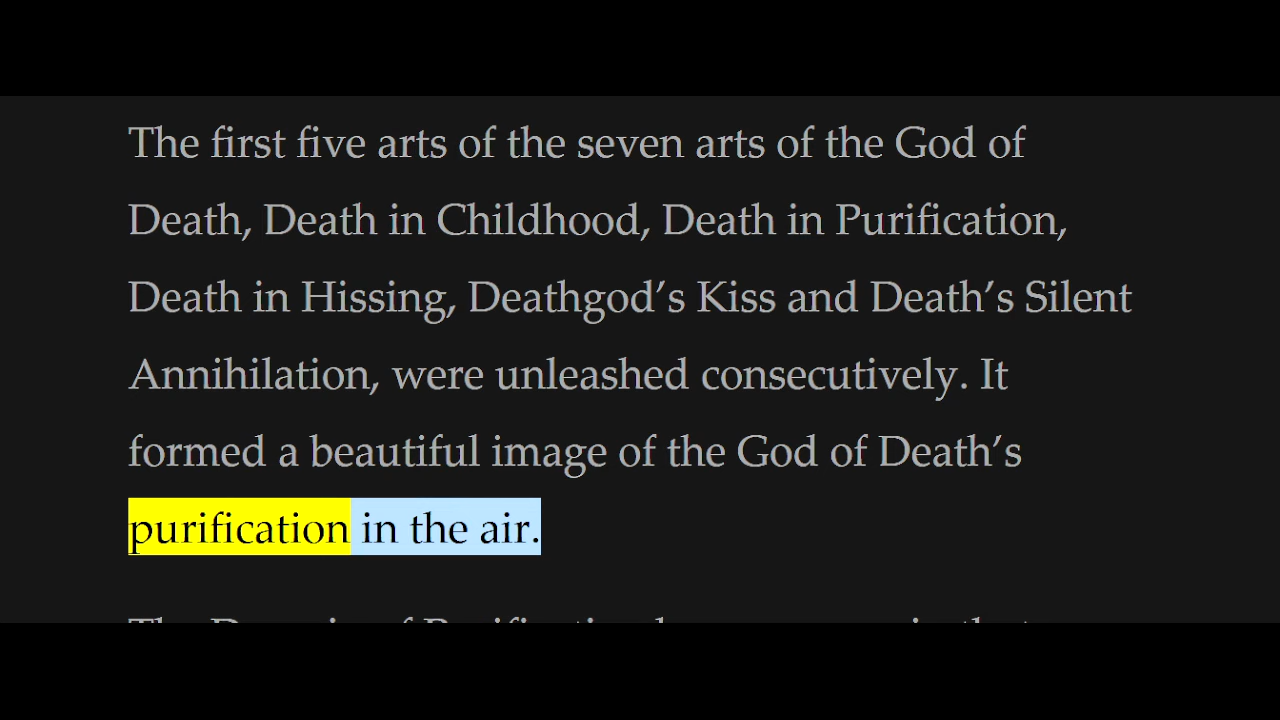 The first five arts of the seven arts of the God of
Death, Death in Childhood, Death in Purification,
Death in Hissing, Deathgod’s Kiss and Death’s Silent
Annihilation, were unleashed consecutively. It
formed a beautiful image of the God of Death’s
purification in the air.